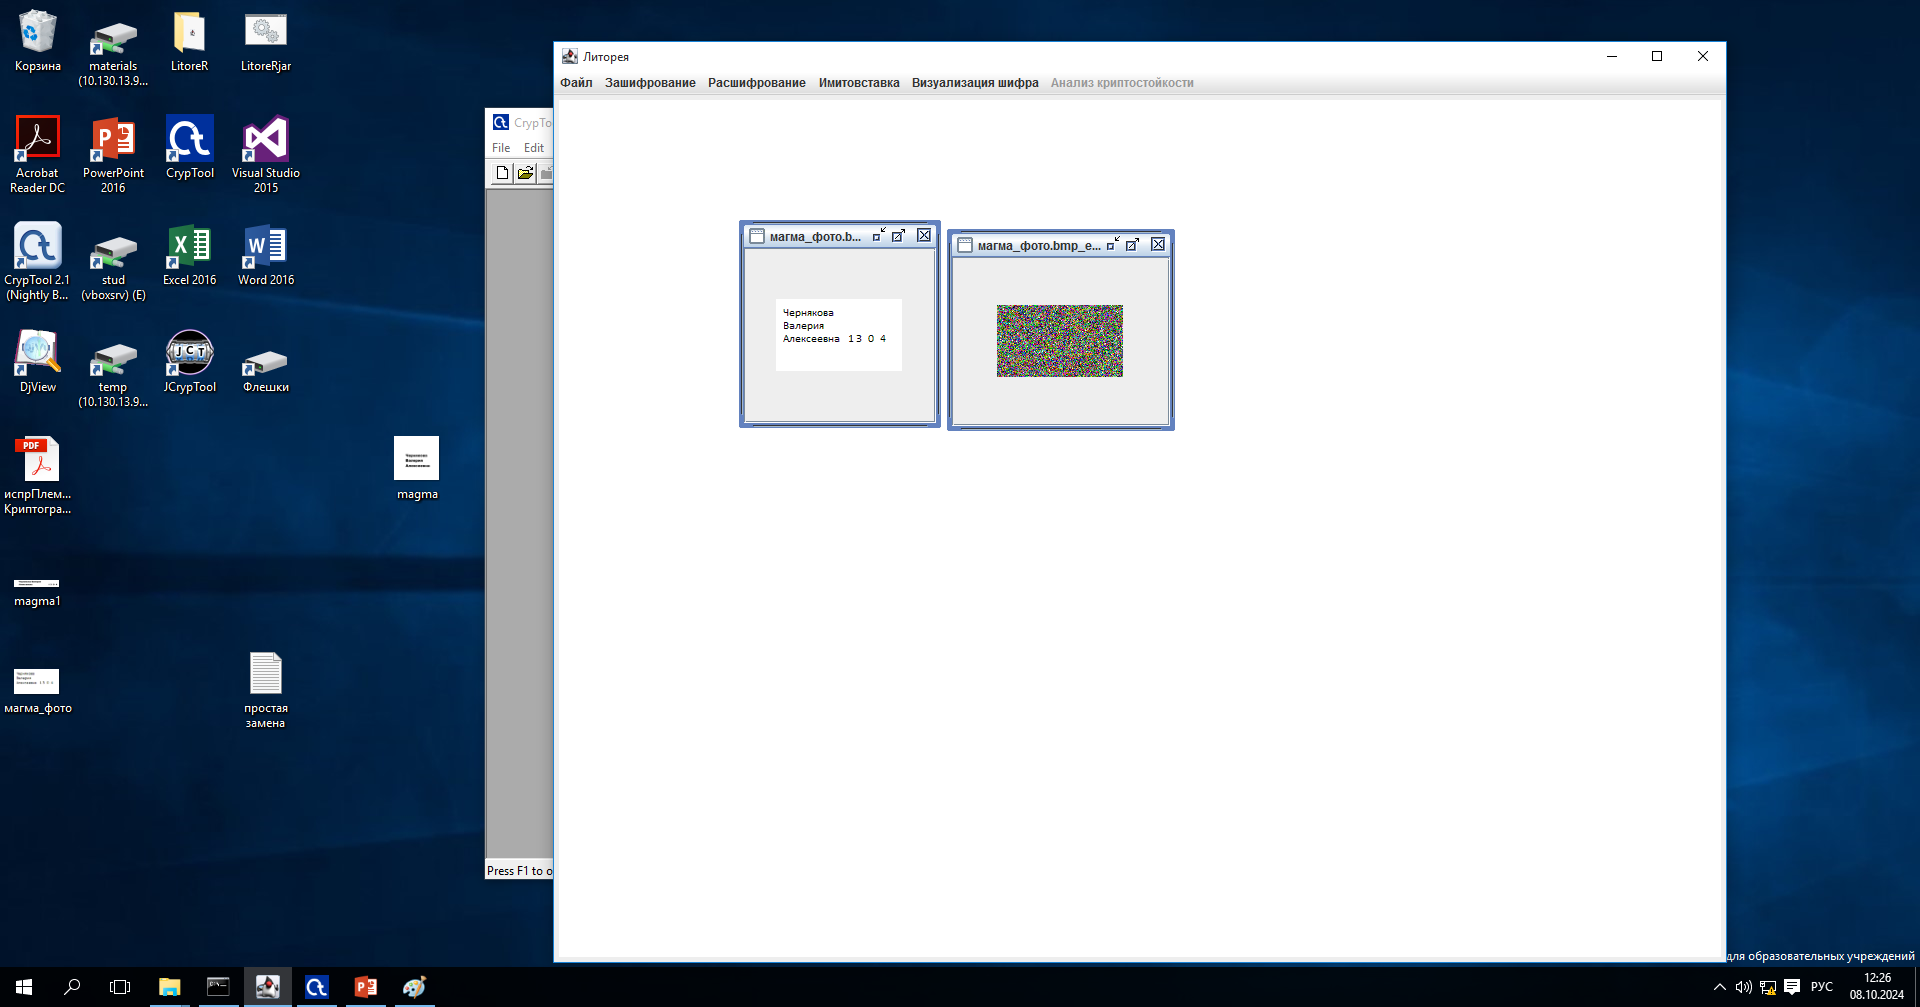 Корзина
materials
(10.130.13.9...
LitoreR
LitoreRjar
Acrobat
Reader DC
PowerPoint
2016
CrypTool
Visual Studio
2015
CrypTool 2.1
(Nightly B...
stud
(vboxsrv) (E)
Excel 2016
Word 2016
DjView
temp
(10.130.13.9...
JCrypTool
Флешки
PDF
испрПлем...
Криптогра...
magma
magma1
магма_фото
простая
замена
CrypTo
File Edit
Press F1 to o
Литорея
Файл Зашифрование Расшифрование Имитовставка Визуализация шифра Анализ криптостойкости
магма_фото.b...
Чернякова
Валерия
Алексеевна 13 0 4
магма_фото.bmp_e...
для образовательных учреждений
РУС
12:26
08.10.2024